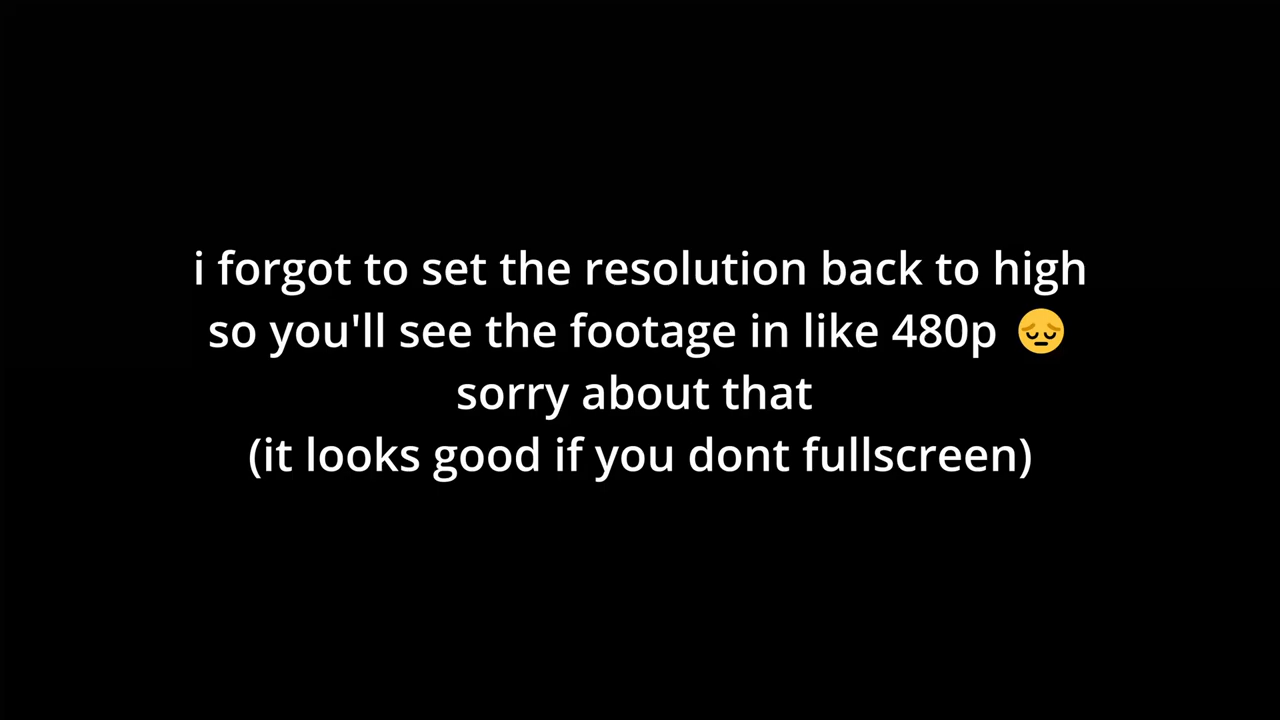 i forgot to set the resolution back to high
so you'll see the footage in like 480p 😔
sorry about that
(it looks good if you dont fullscreen)